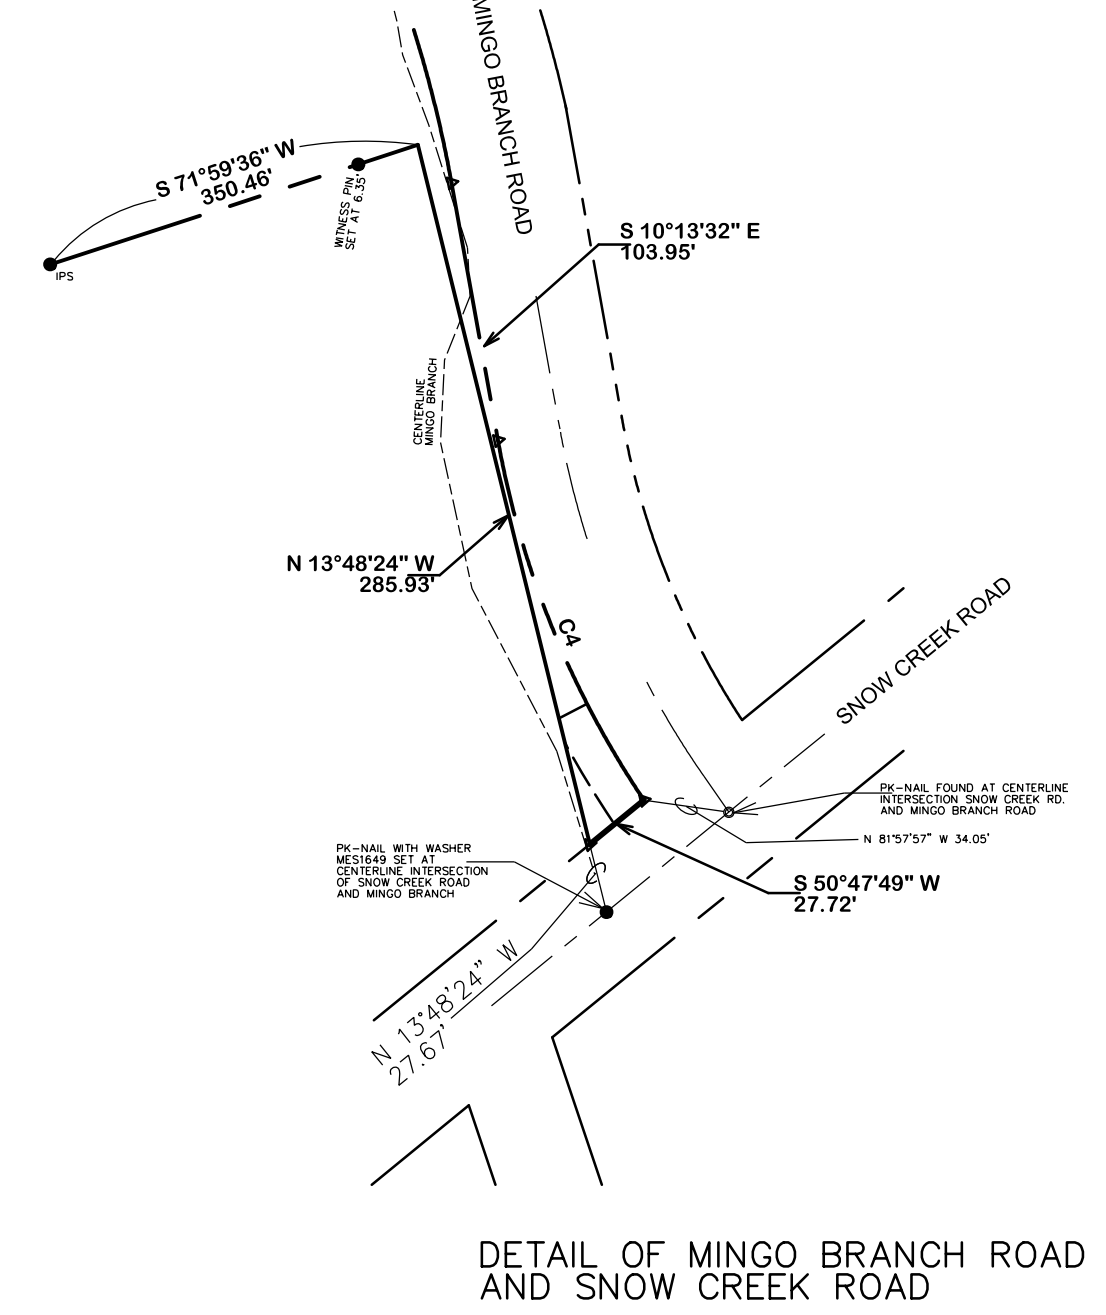 MINGO BRANCH ROAD
S 71°59'36" W
350.46'
WITNESS PIN
SET AT 6.35'
IPS
S 10°13'32" E
103.95'
CENTERLINE
MINGO BRANCH
N 13°48'24" W
285.93'
C4
SNOW CREEK ROAD
PK-NAIL FOUND AT CENTERLINE
INTERSECTION SNOW CREEK RD.
AND MINGO BRANCH ROAD
N 81°57'57" W 34.05'
PK-NAIL WITH WASHER
MES1649 SET AT
CENTERLINE INTERSECTION
OF SNOW CREEK ROAD
AND MINGO BRANCH
S 50°47'49" W
27.72'
N 13°48'24" W
27.67'
DETAIL OF MINGO BRANCH ROAD
AND SNOW CREEK ROAD